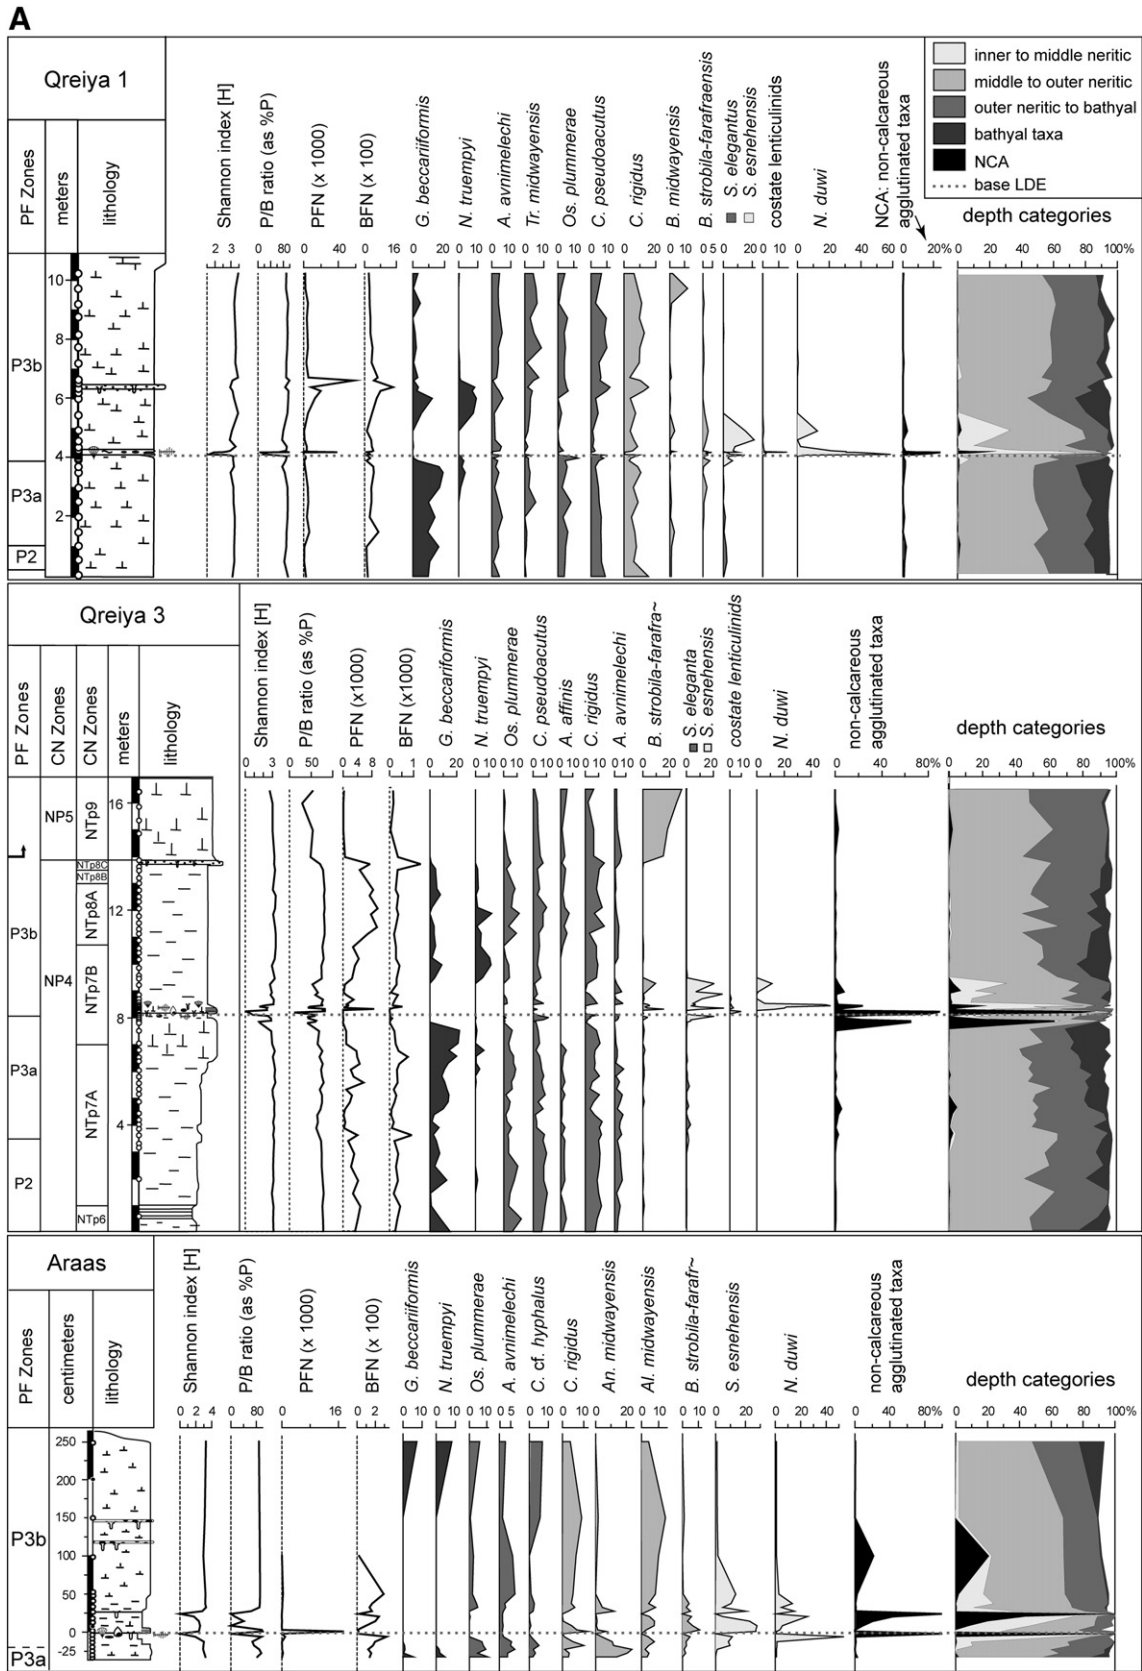 A
Qreiya 1
PF Zones
meters
lithology
Shannon index [H]
P/B ratio (as %P)
PFN (x 1000)
BFN (x 100)
G. beccariiformis
N. truempyi
A. avnimelechi
Tr. midwayensis
Os. plummerae
C. pseudoacutus
C. rigidus
B. midwayensis
B. strobila-farafraensis
S. elegantus
S. esnehensis
costate lenticulinids
N. duwi
NCA: non-calcareous
agglutinated taxa
depth categories
inner to middle neritic
middle to outer neritic
outer neritic to bathyal
bathyal taxa
NCA
base LDE
2 3
0 80
0 40
0 16
0 20
0 10
0 10
0 10
0 10
0 10
0 10
0 10
0 5
0 20
0 10
0 20 40 60
0 20%
0 20 40 60 80 100%
10
8
6
4
2
P3b
P3a
P2
Qreiya 3
PF Zones
CN Zones
CN Zones
meters
lithology
Shannon index [H]
P/B ratio (as %P)
PFN (x1000)
BFN (x1000)
G. beccariiformis
N. truempyi
Os. plummerae
C. pseudoacutus
A. affinis
C. rigidus
A. avnimelechi
B. strobila-farafra~
S. eleganta
S. esnehensis
costate lenticulinids
N. duwi
non-calcareous
agglutinated taxa
depth categories
0 3
0 50
0 4 8
0 1
0 20
0 10
0 10
0 10
0 10
0 10
0 10
0 20
0 20
0 10
0 20 40
0 40 80%
0 20 40 60 80 100%
16
12
8
4
P3b
P3a
P2
NP5
NP4
NTp9
NTp8C
NTp8B
NTp8A
NTp7B
NTp7A
NTp6
Araas
PF Zones
centimeters
lithology
Shannon index [H]
P/B ratio (as %P)
PFN (x 1000)
BFN (x 100)
G. beccariiformis
N. truempyi
Os. plummerae
A. avnimelechi
C. cf. hyphalus
C. rigidus
An. midwayensis
Al. midwayensis
B. strobila-farafr~
S. esnehensis
N. duwi
non-calcareous
agglutinated taxa
depth categories
0 2 4
0 80
0 16
0 2
0 10
0 10
0 10
0 5
0 10
0 10
0 20
0 10
0 10
0 20
0 20 40
0 40 80%
0 20 40 60 80 100%
250
200
150
100
50
0
-25
P3b
P3a